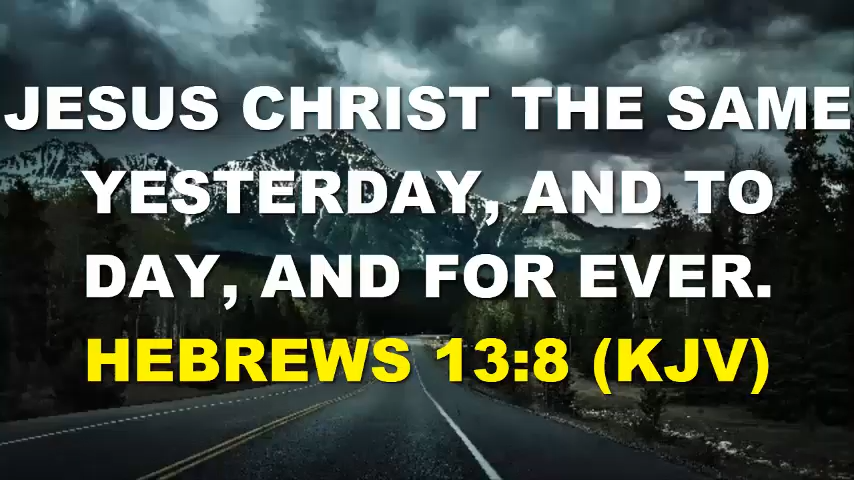 JESUS CHRIST THE SAME
YESTERDAY, AND TO
DAY, AND FOR EVER.
HEBREWS 13:8 (KJV)